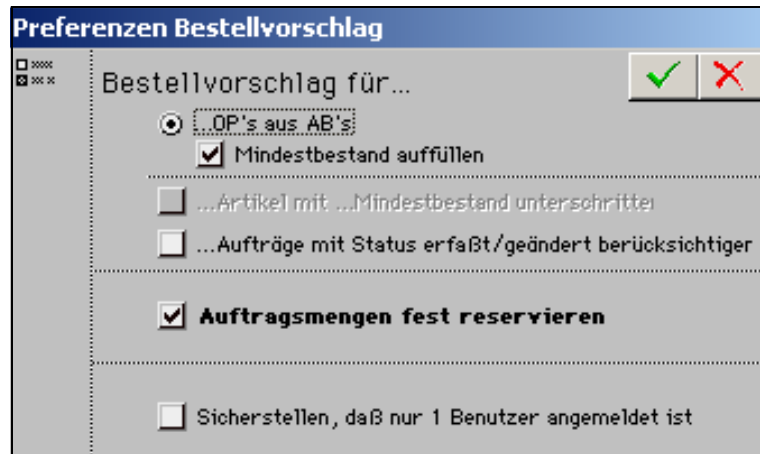 Preferenzen Bestellvorschlag
Bestellvorschlag für...
...OP's aus AB's
Mindestbestand auffüllen
...Artikel mit ...Mindestbestand unterschritte
...Aufträge mit Status erfaßt/geändert berücksichtiger
Auftragsmengen fest reservieren
Sicherstellen, daß nur 1 Benutzer angemeldet ist